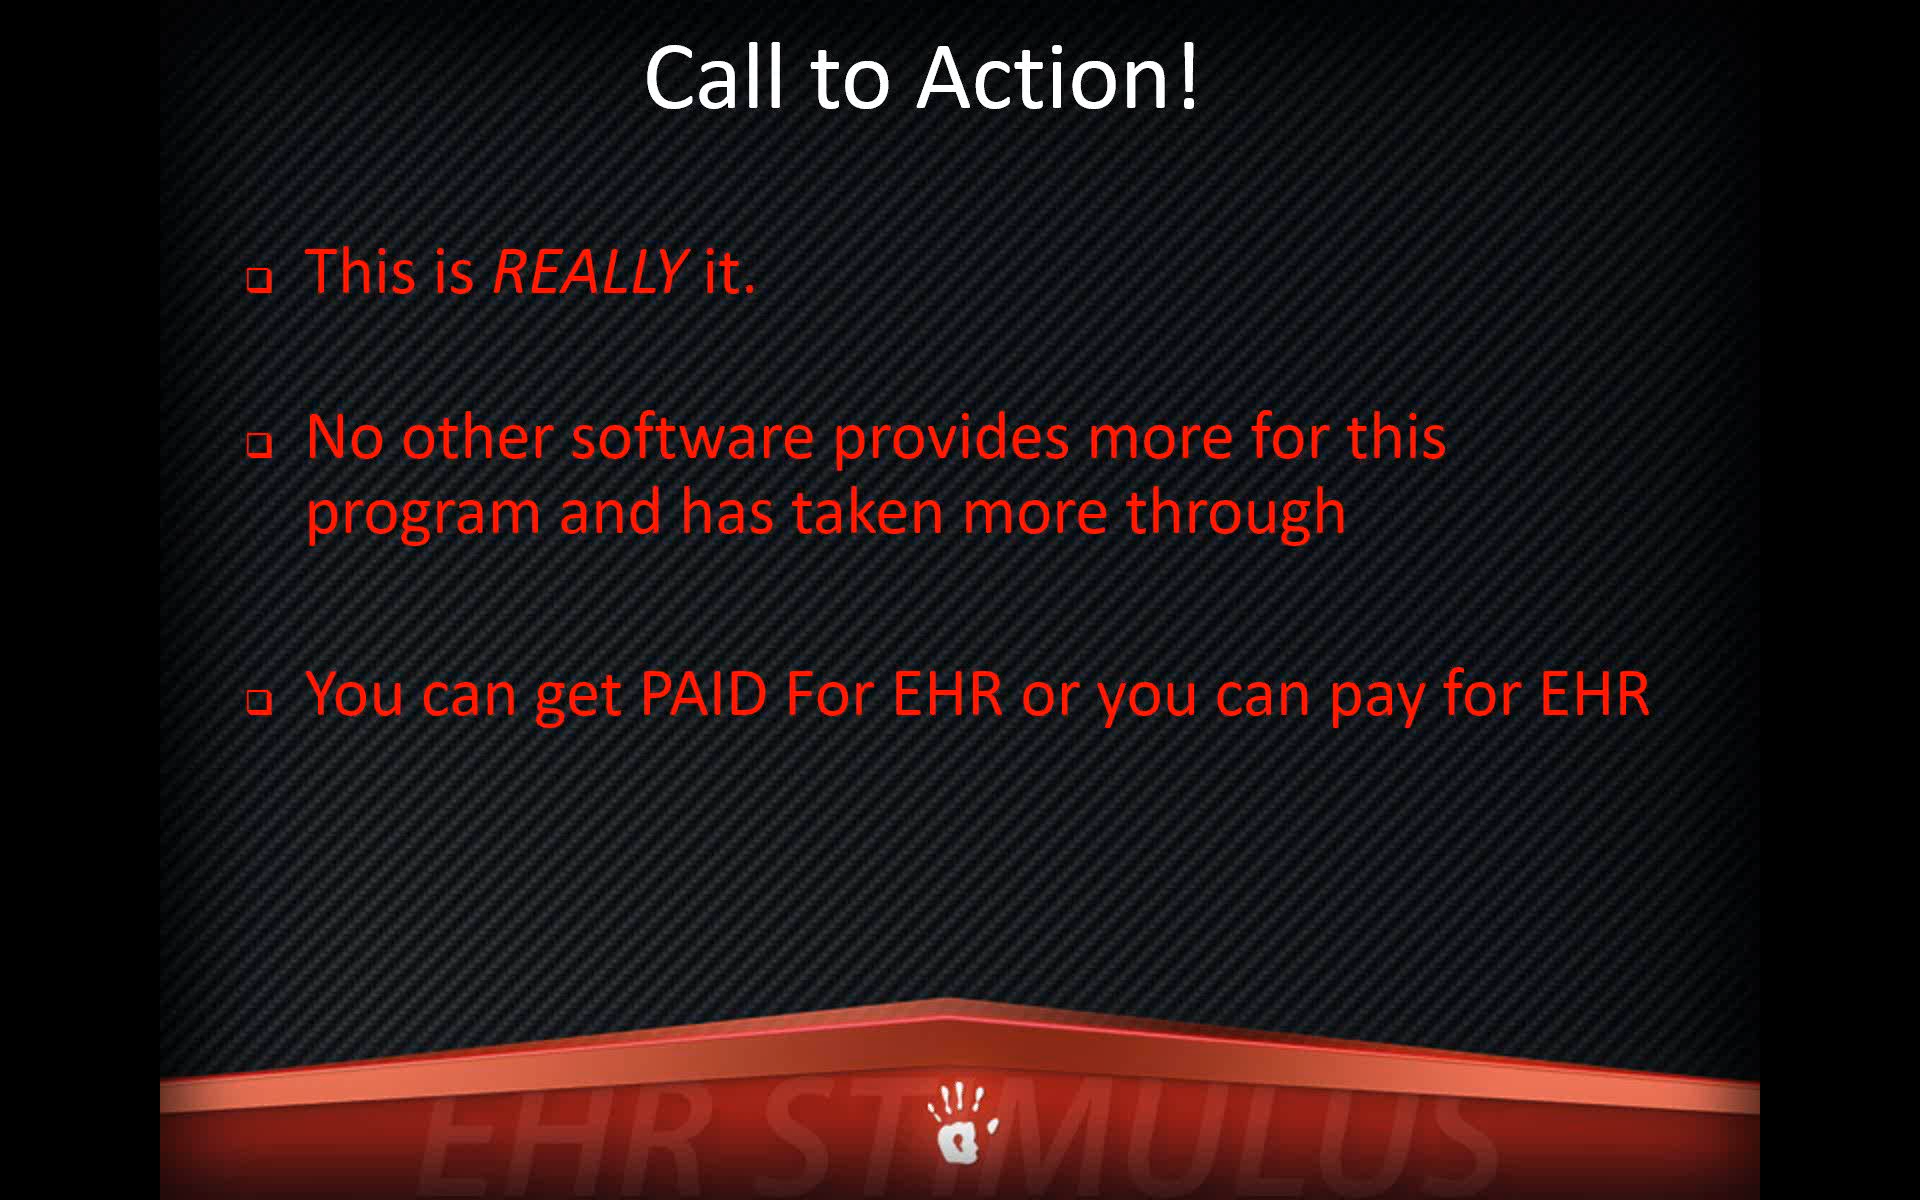 Call to Action!
❑ This is REALLY it.
❑ No other software provides more for this
program and has taken more through
❑ You can get PAID For EHR or you can pay for EHR
EHR STIMULUS